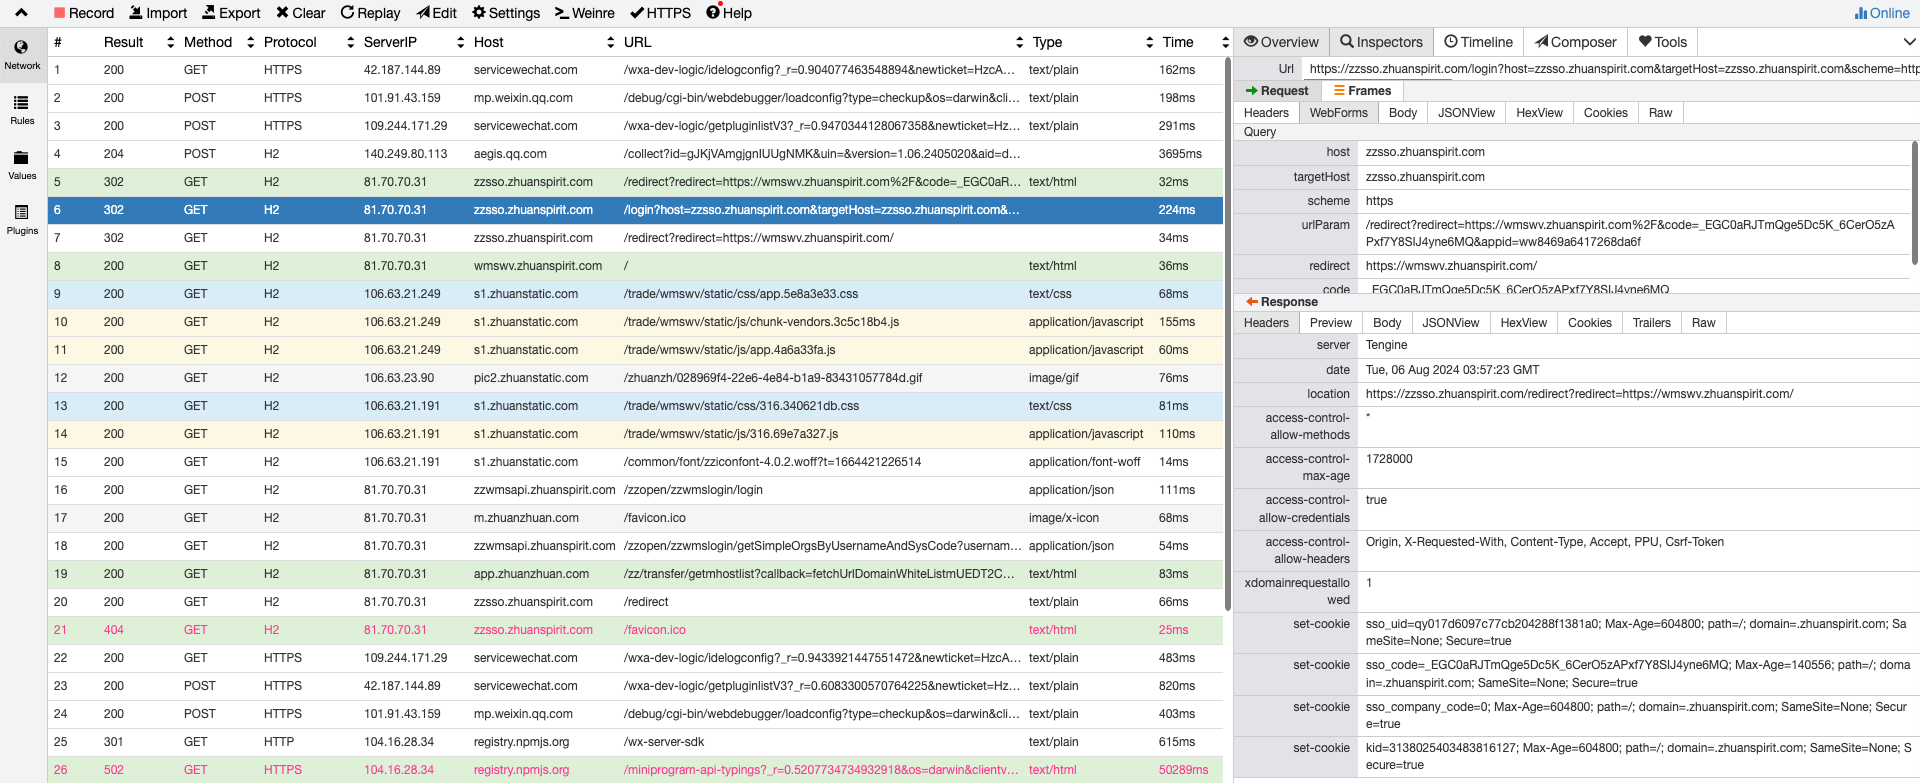 Record Import Export Clear Replay Edit Settings Weinre HTTPS Help Online
Network
Rules
Values
Plugins
# Result Method Protocol ServerIP Host URL Type Time
1 200 GET HTTPS 42.187.144.89 servicewechat.com /wxa-dev-logic/idelogconfig?_r=0.904077463548894&newticket=HzcA... text/plain 162ms
2 200 POST HTTPS 101.91.43.159 mp.weixin.qq.com /debug/cgi-bin/webdebugger/loadconfig?type=checkup&os=darwin&cli... text/plain 198ms
3 200 POST HTTPS 109.244.171.29 servicewechat.com /wxa-dev-logic/getpluginlistV3?_r=0.9470344128067358&newticket=Hz... text/plain 291ms
4 204 POST H2 140.249.80.113 aegis.qq.com /collect?id=gJKjVAmgjgnIUUgNMK&uin=&version=1.06.2405020&aid=d... 3695ms
5 302 GET H2 81.70.70.31 zzsso.zhuanspirit.com /redirect?redirect=https://wmswv.zhuanspirit.com%2F&code=_EGC0aR... text/html 32ms
6 302 GET H2 81.70.70.31 zzsso.zhuanspirit.com /login?host=zzsso.zhuanspirit.com&targetHost=zzsso.zhuanspirit.com&... 224ms
7 302 GET H2 81.70.70.31 zzsso.zhuanspirit.com /redirect?redirect=https://wmswv.zhuanspirit.com/ 34ms
8 200 GET H2 81.70.70.31 wmswv.zhuanspirit.com / text/html 36ms
9 200 GET H2 106.63.21.249 s1.zhuanstatic.com /trade/wmswv/static/css/app.5e8a3e33.css text/css 68ms
10 200 GET H2 106.63.21.249 s1.zhuanstatic.com /trade/wmswv/static/js/chunk-vendors.3c5c18b4.js application/javascript 155ms
11 200 GET H2 106.63.21.249 s1.zhuanstatic.com /trade/wmswv/static/js/app.4a6a33fa.js application/javascript 60ms
12 200 GET H2 106.63.23.90 pic2.zhuanstatic.com /zhuanzh/028969f4-22e6-4e84-b1a9-83431057784d.gif image/gif 76ms
13 200 GET H2 106.63.21.191 s1.zhuanstatic.com /trade/wmswv/static/css/316.340621db.css text/css 81ms
14 200 GET H2 106.63.21.191 s1.zhuanstatic.com /trade/wmswv/static/js/316.69e7a327.js application/javascript 110ms
15 200 GET H2 106.63.21.191 s1.zhuanstatic.com /common/font/zziconfont-4.0.2.woff?t=1664421226514 application/font-woff 14ms
16 200 GET H2 81.70.70.31 zzwmsapi.zhuanspirit.com /zzopen/zzwmslogin/login application/json 111ms
17 200 GET H2 81.70.70.31 m.zhuanzhuan.com /favicon.ico image/x-icon 68ms
18 200 GET H2 81.70.70.31 zzwmsapi.zhuanspirit.com /zzopen/zzwmslogin/getSimpleOrgsByUsernameAndSysCode?usernam... application/json 54ms
19 200 GET H2 81.70.70.31 app.zhuanzhuan.com /zz/transfer/getmhostlist?callback=fetchUrlDomainWhiteListmUEDT2C... text/html 83ms
20 200 GET H2 81.70.70.31 zzsso.zhuanspirit.com /redirect text/plain 66ms
21 404 GET H2 81.70.70.31 zzsso.zhuanspirit.com /favicon.ico text/html 25ms
22 200 GET HTTPS 109.244.171.29 servicewechat.com /wxa-dev-logic/idelogconfig?_r=0.9433921447551472&newticket=HzcA... text/plain 483ms
23 200 POST HTTPS 42.187.144.89 servicewechat.com /wxa-dev-logic/getpluginlistV3?_r=0.6083300570764225&newticket=Hz... text/plain 820ms
24 200 POST HTTPS 101.91.43.159 mp.weixin.qq.com /debug/cgi-bin/webdebugger/loadconfig?type=checkup&os=darwin&cli... text/plain 403ms
25 301 GET HTTP 104.16.28.34 registry.npmjs.org /wx-server-sdk text/plain 615ms
26 502 GET HTTPS 104.16.28.34 registry.npmjs.org /miniprogram-api-typings?_r=0.5207734734932918&os=darwin&clientv... text/html 50289ms
Overview Inspectors Timeline Composer Tools
Url https://zzsso.zhuanspirit.com/login?host=zzsso.zhuanspirit.com&targetHost=zzsso.zhuanspirit.com&scheme=http
Request Frames
Headers WebForms Body JSONView HexView Cookies Raw
Query
host zzsso.zhuanspirit.com
targetHost zzsso.zhuanspirit.com
scheme https
urlParam /redirect?redirect=https://wmswv.zhuanspirit.com%2F&code=_EGC0aRJTmQge5Dc5K_6CerO5zA
Pxf7Y8SIJ4yne6MQ&appid=ww8469a6417268da6f
redirect https://wmswv.zhuanspirit.com/
code _EGC0aRJTmQge5Dc5K_6CerO5zAPxf7Y8SIJ4yne6MQ
Response
Headers Preview Body JSONView HexView Cookies Trailers Raw
server Tengine
date Tue, 06 Aug 2024 03:57:23 GMT
location https://zzsso.zhuanspirit.com/redirect?redirect=https://wmswv.zhuanspirit.com/
access-control- *
allow-methods
access-control- 1728000
max-age
access-control- true
allow-credentials
access-control- Origin, X-Requested-With, Content-Type, Accept, PPU, Csrf-Token
allow-headers
xdomainrequestallo 1
wed
set-cookie sso_uid=qy017d6097c77cb204288f1381a0; Max-Age=604800; path=/; domain=.zhuanspirit.com; Sa
meSite=None; Secure=true
set-cookie sso_code=_EGC0aRJTmQge5Dc5K_6CerO5zAPxf7Y8SIJ4yne6MQ; Max-Age=140556; path=/; doma
in=.zhuanspirit.com; SameSite=None; Secure=true
set-cookie sso_company_code=0; Max-Age=604800; path=/; domain=.zhuanspirit.com; SameSite=None; Secur
e=true
set-cookie kid=3138025403483816127; Max-Age=604800; path=/; domain=.zhuanspirit.com; SameSite=None; S
ecure=true